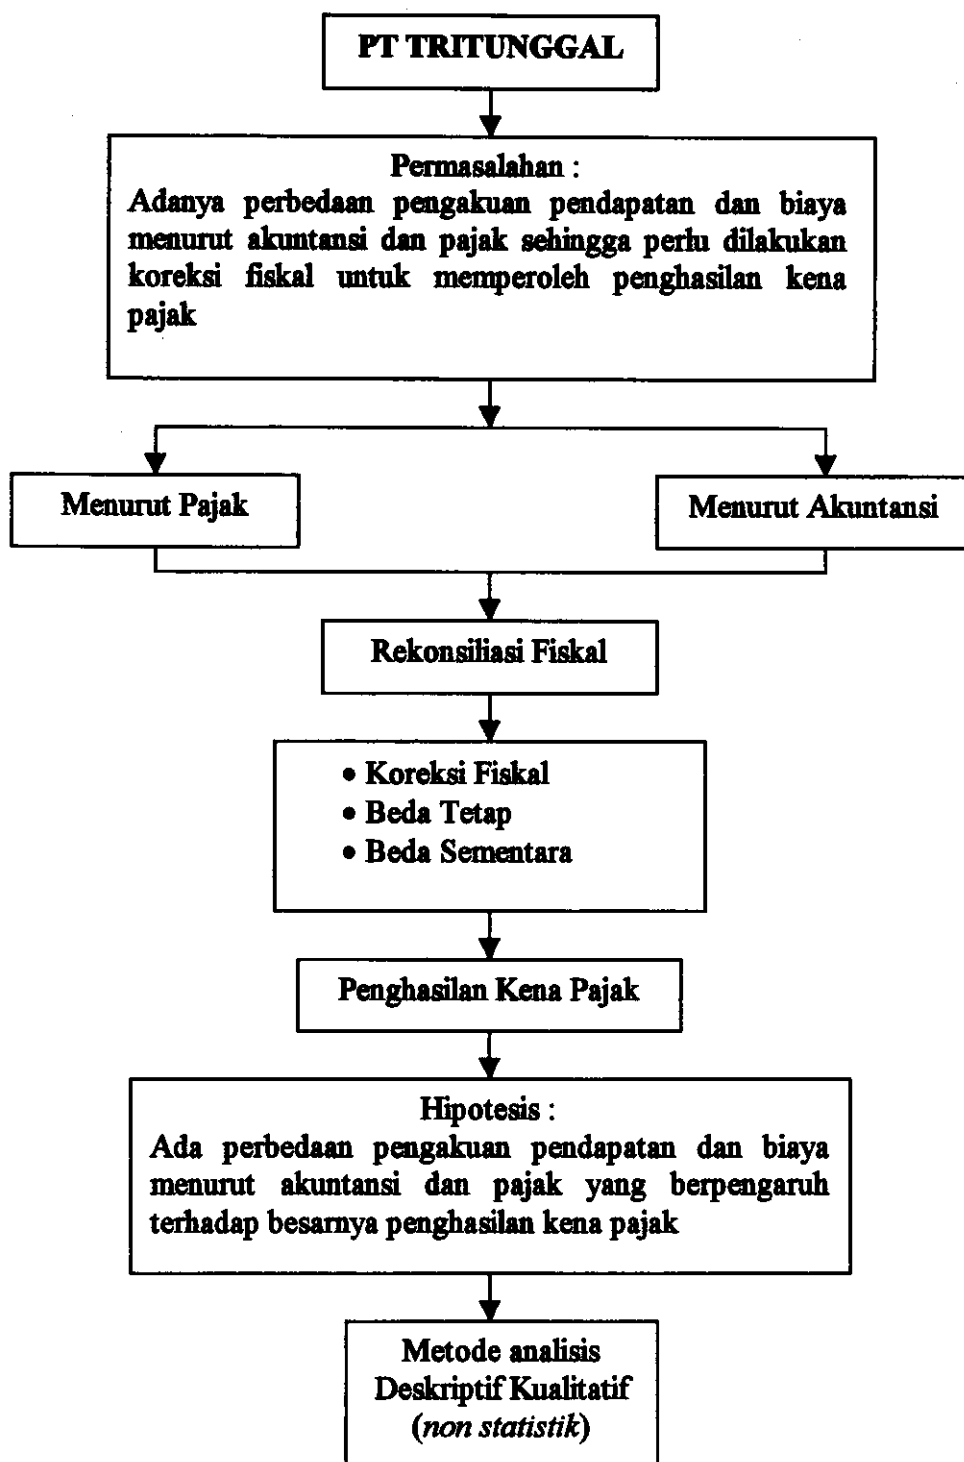 PT TRITUNGGAL
Permasalahan :
Adanya perbedaan pengakuan pendapatan dan biaya
menurut akuntansi dan pajak sehingga perlu dilakukan
koreksi fiskal untuk memperoleh penghasilan kena
pajak
Menurut Pajak
Menurut Akuntansi
Rekonsiliasi Fiskal
• Koreksi Fiskal
• Beda Tetap
• Beda Sementara
Penghasilan Kena Pajak
Hipotesis :
Ada perbedaan pengakuan pendapatan dan biaya
menurut akuntansi dan pajak yang berpengaruh
terhadap besarnya penghasilan kena pajak
Metode analisis
Deskriptif Kualitatif
(non statistik)